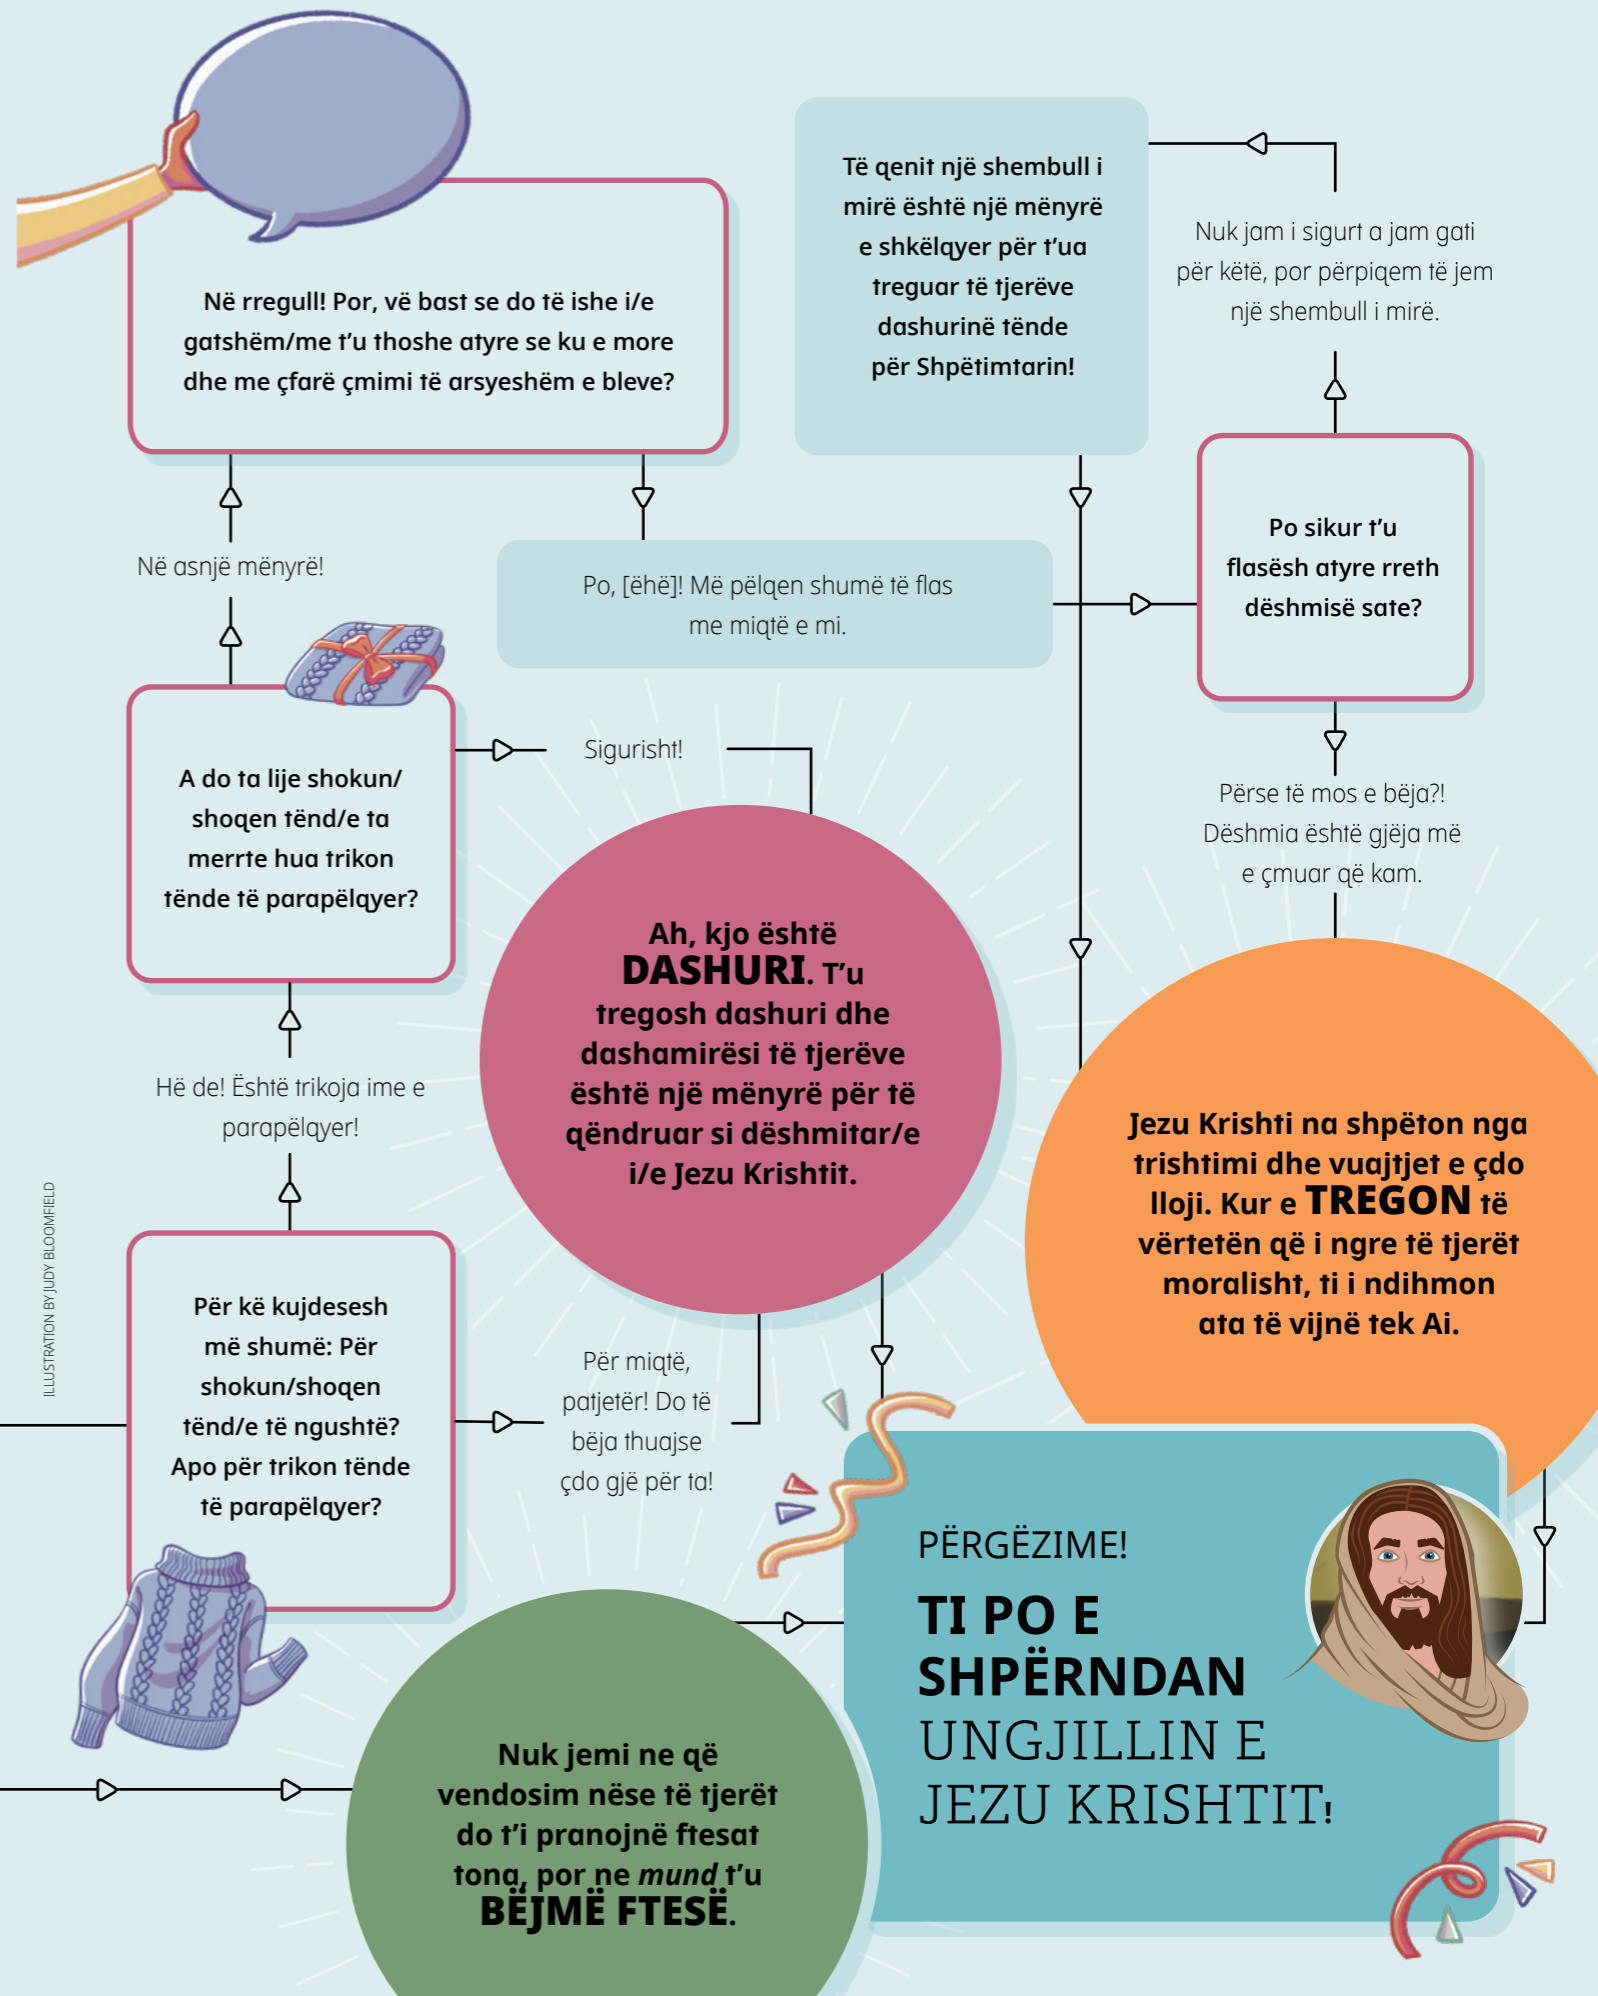 Në rregull! Por, vë bast se do të ishe i/e
gatshëm/me t’u thoshe atyre se ku e more
dhe me çfarë çmimi të arsyeshëm e bleve?
Të qenit një shembull i
mirë është një mënyrë
e shkëlqyer për t’ua
treguar të tjerëve
dashurinë tënde
për Shpëtimtarin!
Nuk jam i sigurt a jam gati
për këtë, por përpiqem të jem
një shembull i mirë.
Në asnjë mënyrë!
Po, [ëhë]! Më pëlqen shumë të flas
me miqtë e mi.
Po sikur t’u
flasësh atyre rreth
dëshmisë sate?
A do ta lije shokun/
shoqen tënd/e ta
merrte hua trikon
tënde të parapëlqyer?
Sigurisht!
Përse të mos e bëja?!
Dëshmia është gjëja më
e çmuar që kam.
Ah, kjo është
DASHURI. T’u
tregosh dashuri dhe
dashamirësi të tjerëve
është një mënyrë për të
qëndruar si dëshmitar/e
i/e Jezu Krishtit.
Hë de! Është trikoja ime e
parapëlqyer!
Jezu Krishti na shpëton nga
trishtimi dhe vuajtjet e çdo
lloji. Kur e TREGON të
vërtetën që i ngre të tjerët
moralisht, ti i ndihmon
ata të vijnë tek Ai.
ILLUSTRATION BY JUDY BLOOMFIELD
Për kë kujdesesh
më shumë: Për
shokun/shoqen
tënd/e të ngushtë?
Apo për trikon tënde
të parapëlqyer?
Për miqtë,
patjetër! Do të
bëja thuajse
çdo gjë për ta!
PËRGËZIME!
TI PO E
SHPËRNDAN
UNGJILLIN E
JEZU KRISHTIT!
Nuk jemi ne që
vendosim nëse të tjerët
do t’i pranojnë ftesat
tona, por ne mund t’u
BËJMË FTESË.